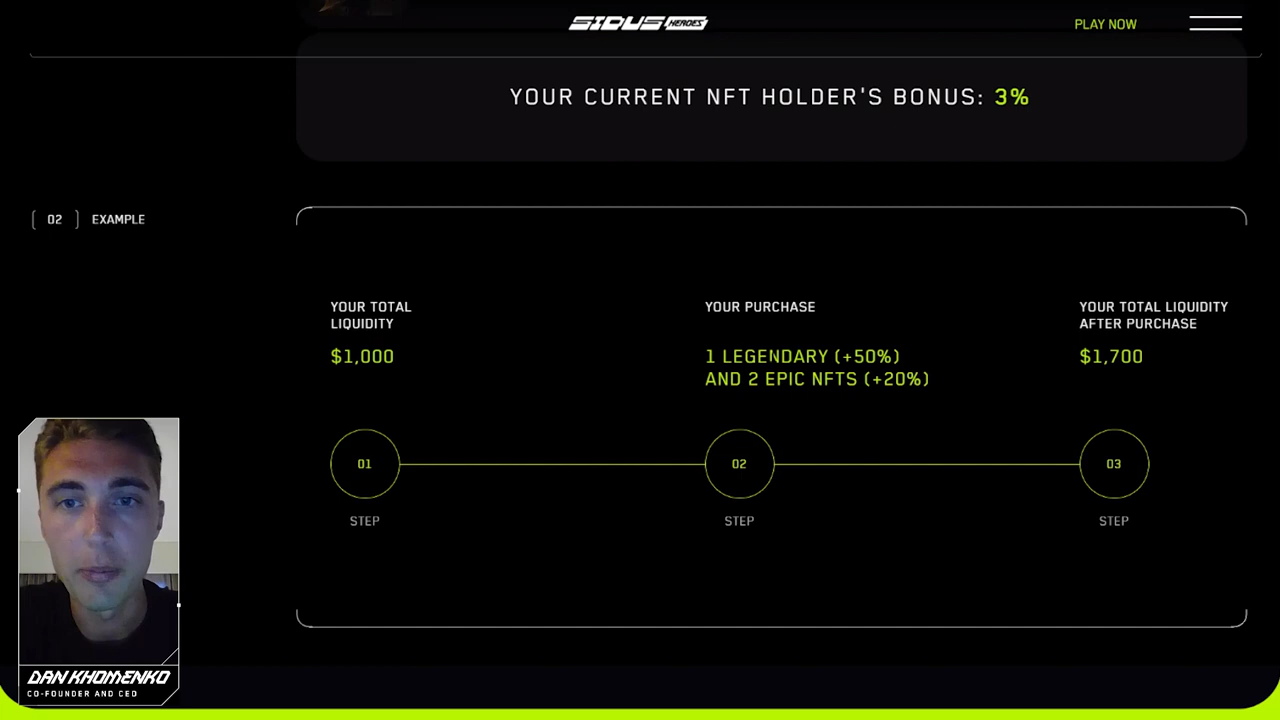 SIDUS HEROES
PLAY NOW
YOUR CURRENT NFT HOLDER'S BONUS: 3%
[ 02 ] EXAMPLE
YOUR TOTAL
LIQUIDITY
$1,000
YOUR PURCHASE
1 LEGENDARY (+50%)
AND 2 EPIC NFTS (+20%)
YOUR TOTAL LIQUIDITY
AFTER PURCHASE
$1,700
01
02
03
STEP
STEP
STEP
DAN KHOMENKO
CO-FOUNDER AND CEO